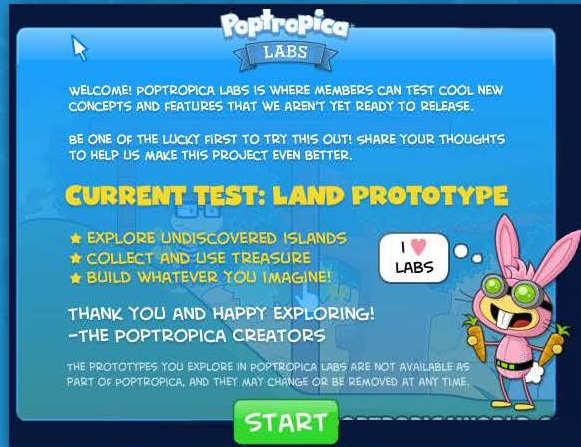 Poptropica
LABS
WELCOME! POPTROPICA LABS IS WHERE MEMBERS CAN TEST COOL NEW
CONCEPTS AND FEATURES THAT WE AREN'T YET READY TO RELEASE.
BE ONE OF THE LUCKY FIRST TO TRY THIS OUT! SHARE YOUR THOUGHTS
TO HELP US MAKE THIS PROJECT EVEN BETTER.
CURRENT TEST: LAND PROTOTYPE
★ EXPLORE UNDISCOVERED ISLANDS
★ COLLECT AND USE TREASURE
★ BUILD WHATEVER YOU IMAGINE!
I ♥
LABS
THANK YOU AND HAPPY EXPLORING!
-THE POPTROPICA CREATORS
THE PROTOTYPES YOU EXPLORE IN POPTROPICA LABS ARE NOT AVAILABLE AS
PART OF POPTROPICA, AND THEY MAY CHANGE OR BE REMOVED AT ANY TIME.
START